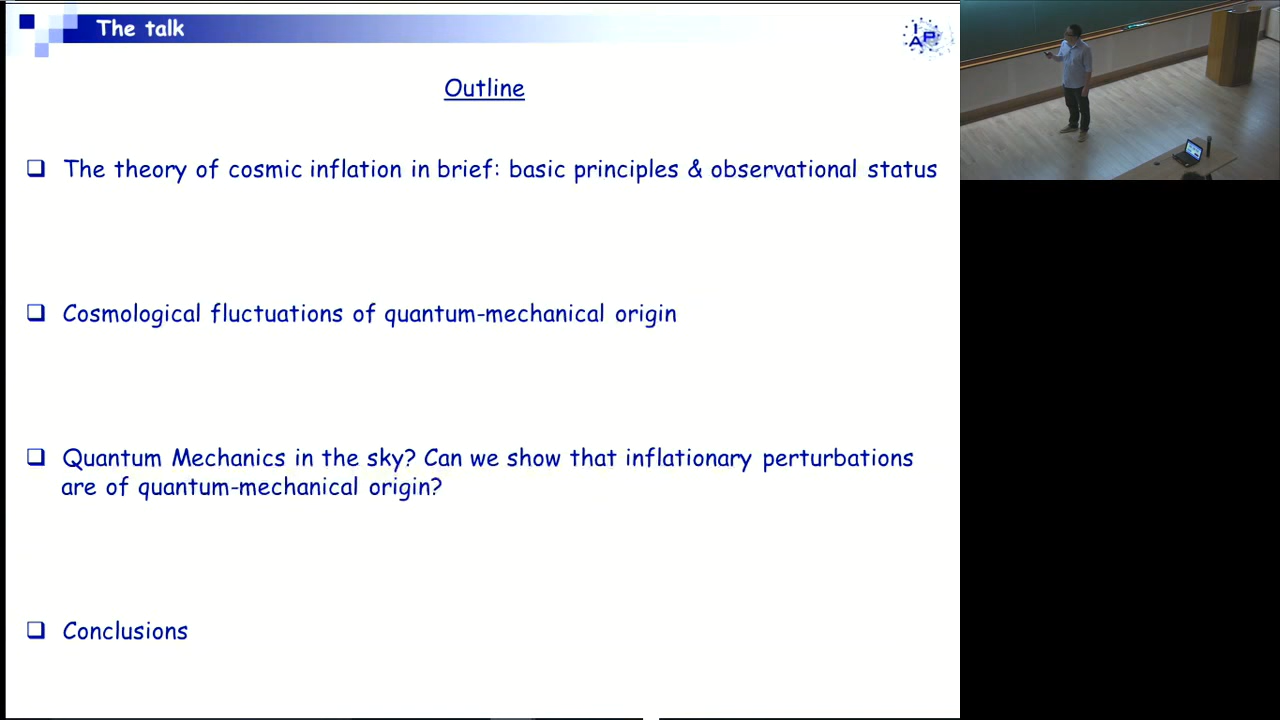 The talk
IAP
Outline
The theory of cosmic inflation in brief: basic principles & observational status
Cosmological fluctuations of quantum-mechanical origin
Quantum Mechanics in the sky? Can we show that inflationary perturbations
are of quantum-mechanical origin?
Conclusions